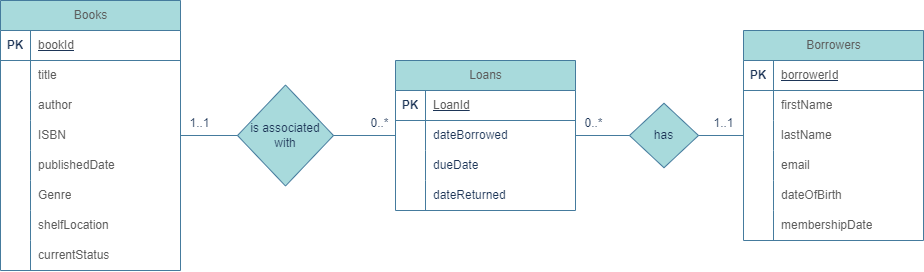 Books
PK bookId
title
author
ISBN
publishedDate
Genre
shelfLocation
currentStatus
1..1
is associated
with
0..*
Loans
PK LoanId
dateBorrowed
dueDate
dateReturned
0..*
has
1..1
Borrowers
PK borrowerId
firstName
lastName
email
dateOfBirth
membershipDate